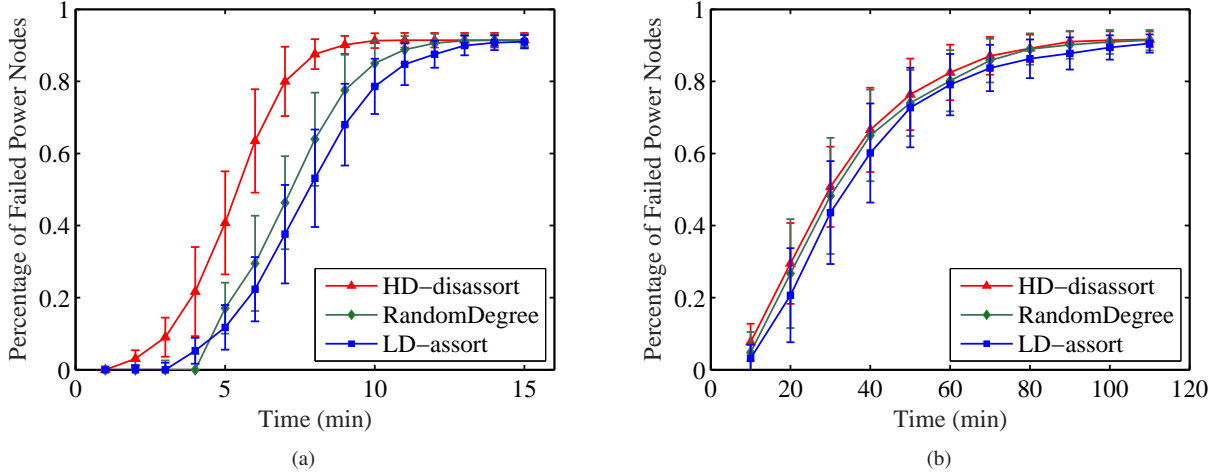 Percentage of Failed Power Nodes
1
0.8
0.6
0.4
0.2
0
0 5 10 15
Time (min)
HD−disassort
RandomDegree
LD−assort
(a)
Percentage of Failed Power Nodes
1
0.8
0.6
0.4
0.2
0
0 20 40 60 80 100 120
Time (min)
HD−disassort
RandomDegree
LD−assort
(b)